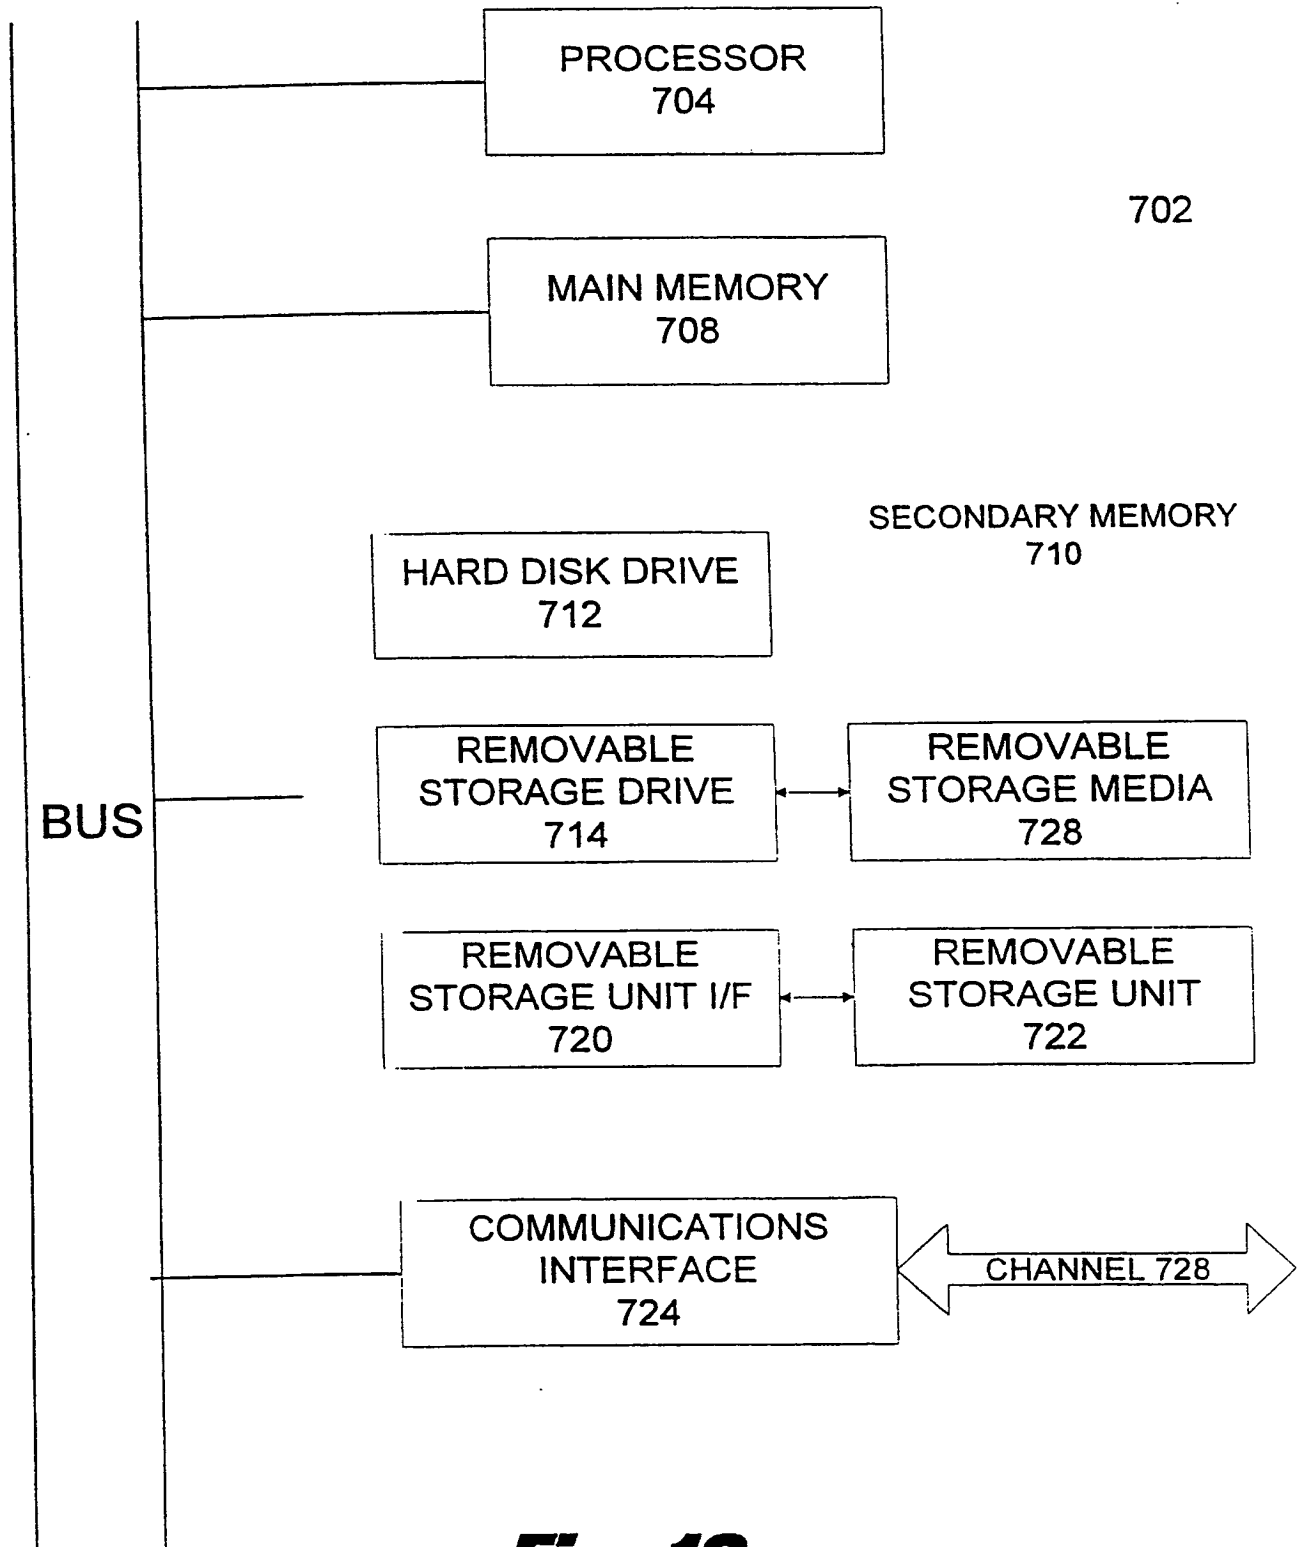 PROCESSOR
704
702
MAIN MEMORY
708
SECONDARY MEMORY
710
HARD DISK DRIVE
712
REMOVABLE
STORAGE DRIVE
714
REMOVABLE
STORAGE MEDIA
728
BUS
REMOVABLE
STORAGE UNIT I/F
720
REMOVABLE
STORAGE UNIT
722
COMMUNICATIONS
INTERFACE
724
CHANNEL 728